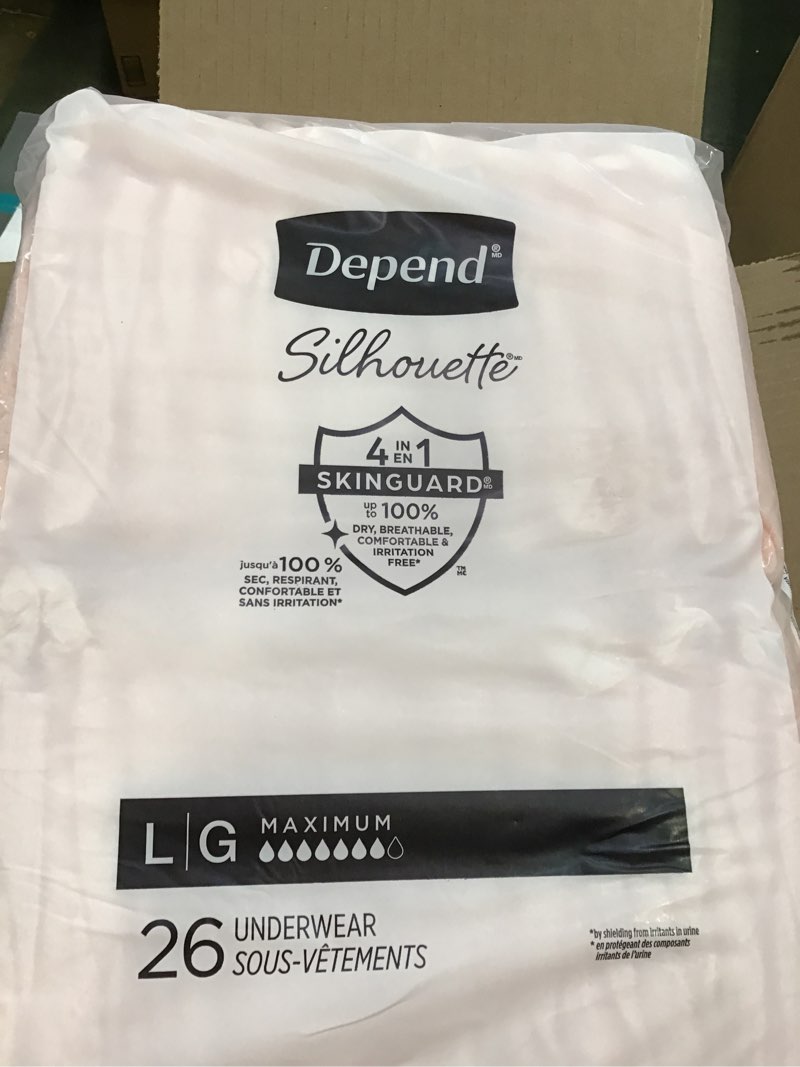 Depend®MD
Silhouette®MD
4 IN EN 1
SKINGUARD®MD
up to 100%
DRY, BREATHABLE,
COMFORTABLE &
IRRITATION
FREE*
TM MC
jusqu'à 100 %
SEC, RESPIRANT,
CONFORTABLE ET
SANS IRRITATION*
L|G MAXIMUM
26 UNDERWEAR
SOUS-VÊTEMENTS
*by shielding from irritants in urine
* en protégeant des composants
irritants de l'urine